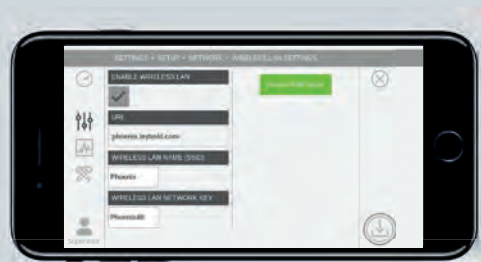 SETTINGS • SETUP • NETWORK • WIRELESS LAN SETTINGS
ENABLE WIRELESS LAN
URL
phoenix.leybold.com
WIRELESS LAN NAME (SSID)
Phoenix
WIRELESS LAN NETWORK KEY
Supervisor